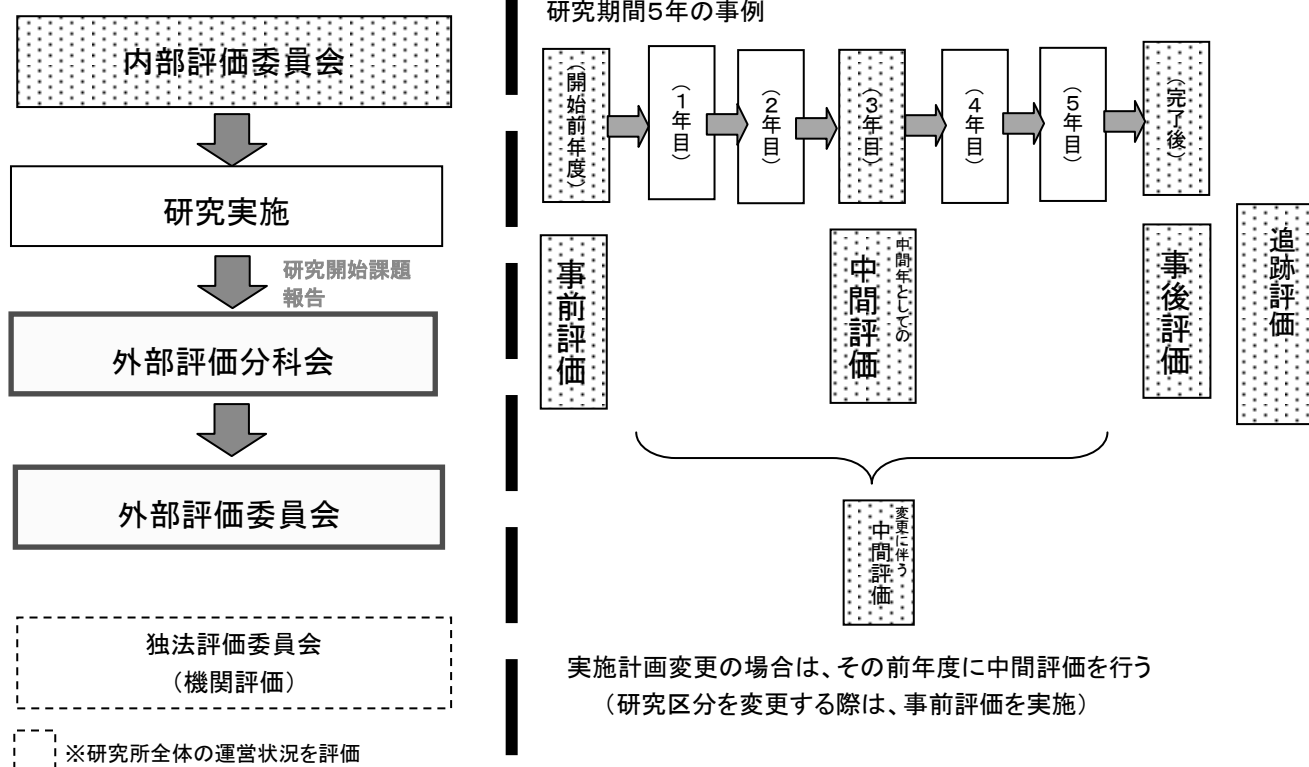 内部評価委員会
研究実施
研究開始課題
報告
外部評価分科会
外部評価委員会
独法評価委員会
（機関評価）
※研究所全体の運営状況を評価
研究期間5年の事例
（開始前年度）
（１年目）
（２年目）
（３年目）
（４年目）
（５年目）
（完了後）
事前評価
中間年としての
中間評価
事後評価
追跡評価
変更に伴う
中間評価
実施計画変更の場合は、その前年度に中間評価を行う
（研究区分を変更する際は、事前評価を実施）